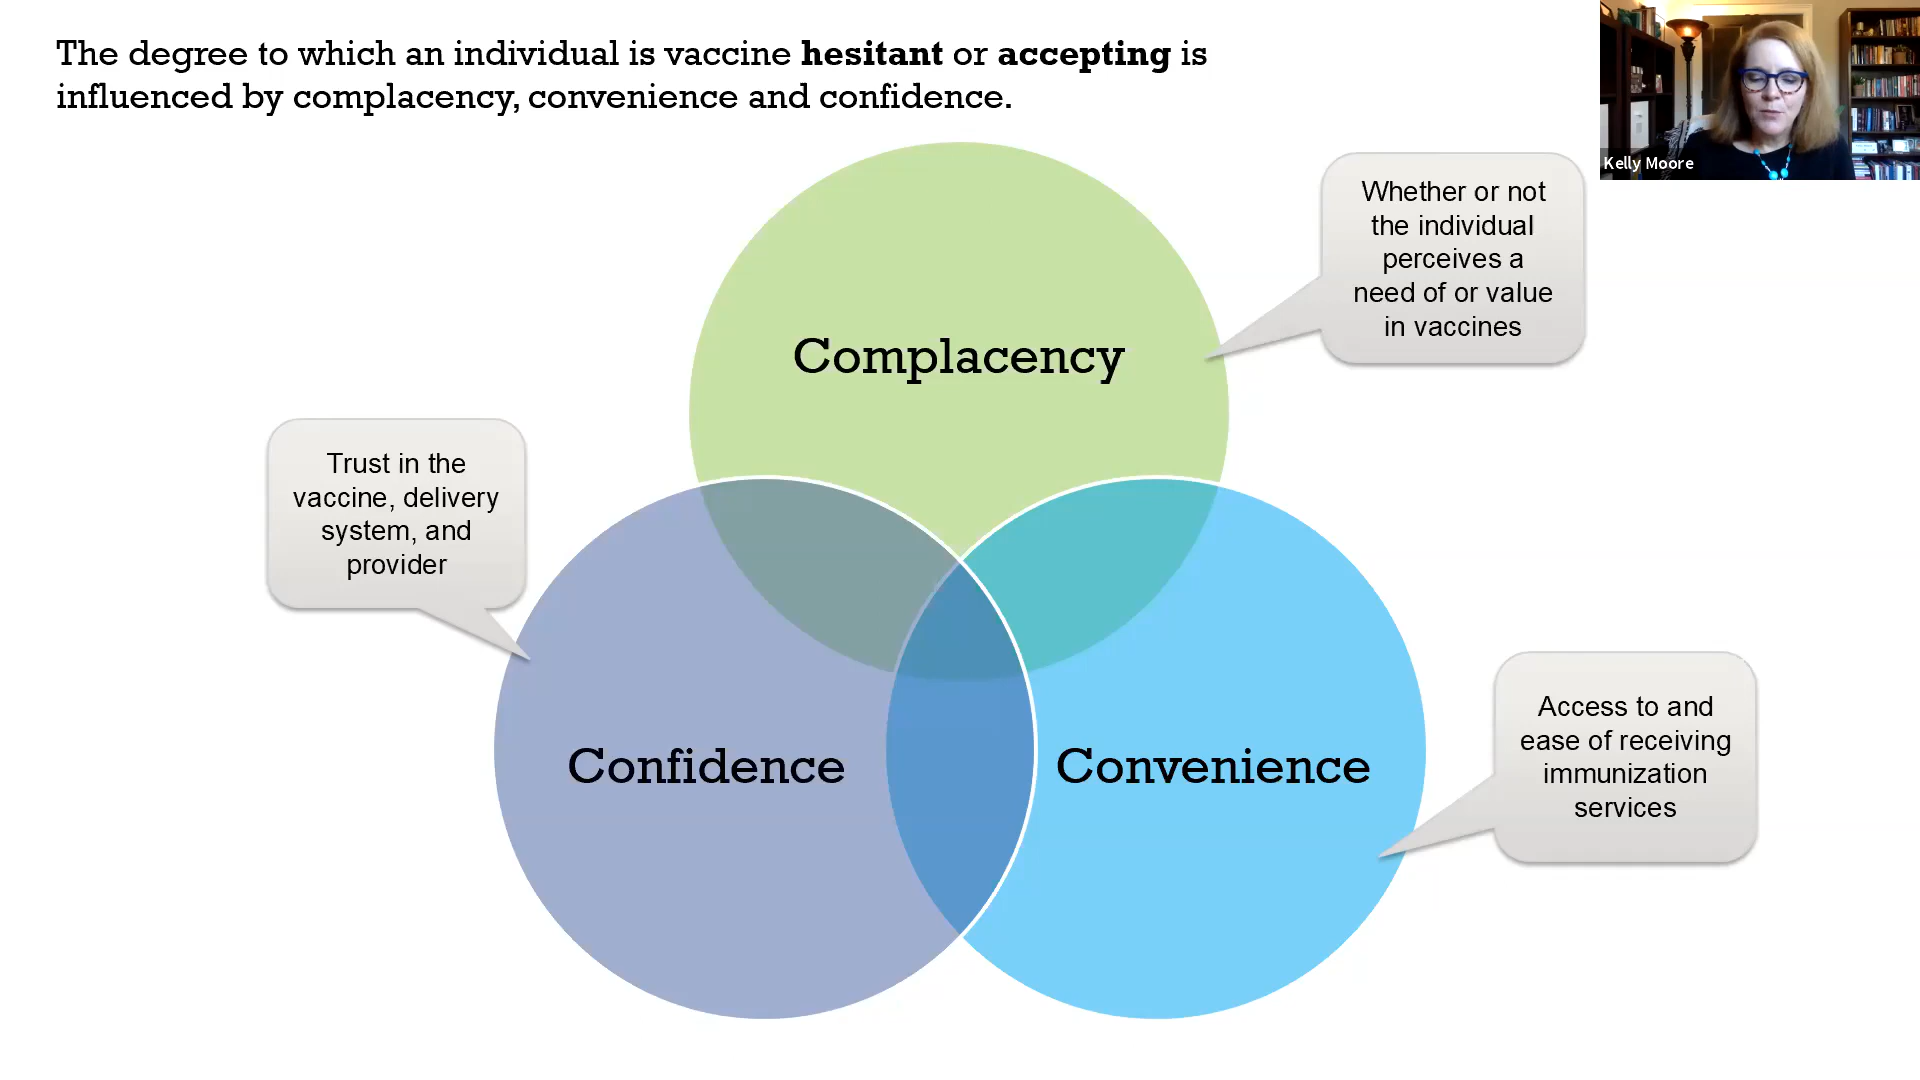 The degree to which an individual is vaccine hesitant or accepting is
influenced by complacency, convenience and confidence.
Kelly Moore
Whether or not
the individual
perceives a
need of or value
in vaccines
Complacency
Trust in the
vaccine, delivery
system, and
provider
Confidence
Convenience
Access to and
ease of receiving
immunization
services